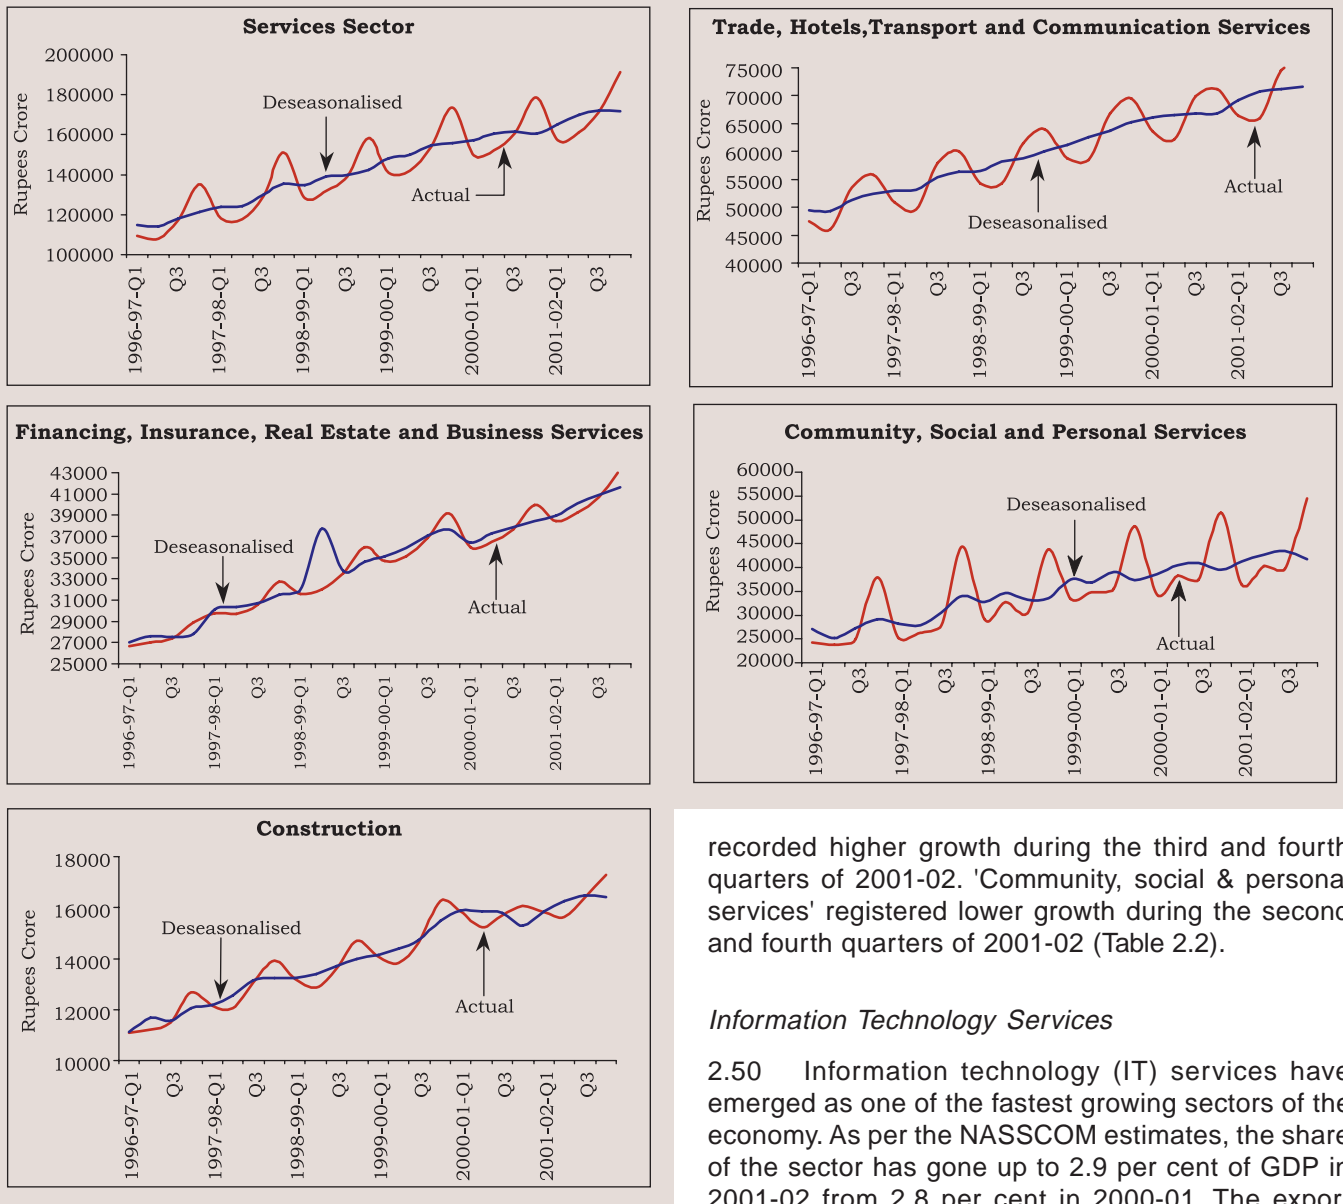 Services Sector
Rupees Crore
200000
180000
160000
140000
120000
100000
Deseasonalised
Actual
1996-97-Q1
Q3
1997-98-Q1
Q3
1998-99-Q1
Q3
1999-00-Q1
Q3
2000-01-Q1
Q3
2001-02-Q1
Q3
Trade, Hotels,Transport and Communication Services
Rupees Crore
75000
70000
65000
60000
55000
50000
45000
40000
Deseasonalised
Actual
1996-97-Q1
Q3
1997-98-Q1
Q3
1998-99-Q1
Q3
1999-00-Q1
Q3
2000-01-Q1
Q3
2001-02-Q1
Q3
Financing, Insurance, Real Estate and Business Services
Rupees Crore
43000
41000
39000
37000
35000
33000
31000
29000
27000
25000
Deseasonalised
Actual
1996-97-Q1
Q3
1997-98-Q1
Q3
1998-99-Q1
Q3
1999-00-Q1
Q3
2000-01-Q1
Q3
2001-02-Q1
Q3
Community, Social and Personal Services
Rupees Crore
60000
55000
50000
45000
40000
35000
30000
25000
20000
Deseasonalised
Actual
1996-97-Q1
Q3
1997-98-Q1
Q3
1998-99-Q1
Q3
1999-00-Q1
Q3
2000-01-Q1
Q3
2001-02-Q1
Q3
Construction
Rupees Crore
18000
16000
14000
12000
10000
Deseasonalised
Actual
1996-97-Q1
Q3
1997-98-Q1
Q3
1998-99-Q1
Q3
1999-00-Q1
Q3
2000-01-Q1
Q3
2001-02-Q1
Q3
recorded higher growth during the third and fourth
quarters of 2001-02. 'Community, social & persona
services' registered lower growth during the second
and fourth quarters of 2001-02 (Table 2.2).
Information Technology Services
2.50 Information technology (IT) services have
emerged as one of the fastest growing sectors of the
economy. As per the NASSCOM estimates, the share
of the sector has gone up to 2.9 per cent of GDP in
2001-02 from 2.8 per cent in 2000-01. The expor